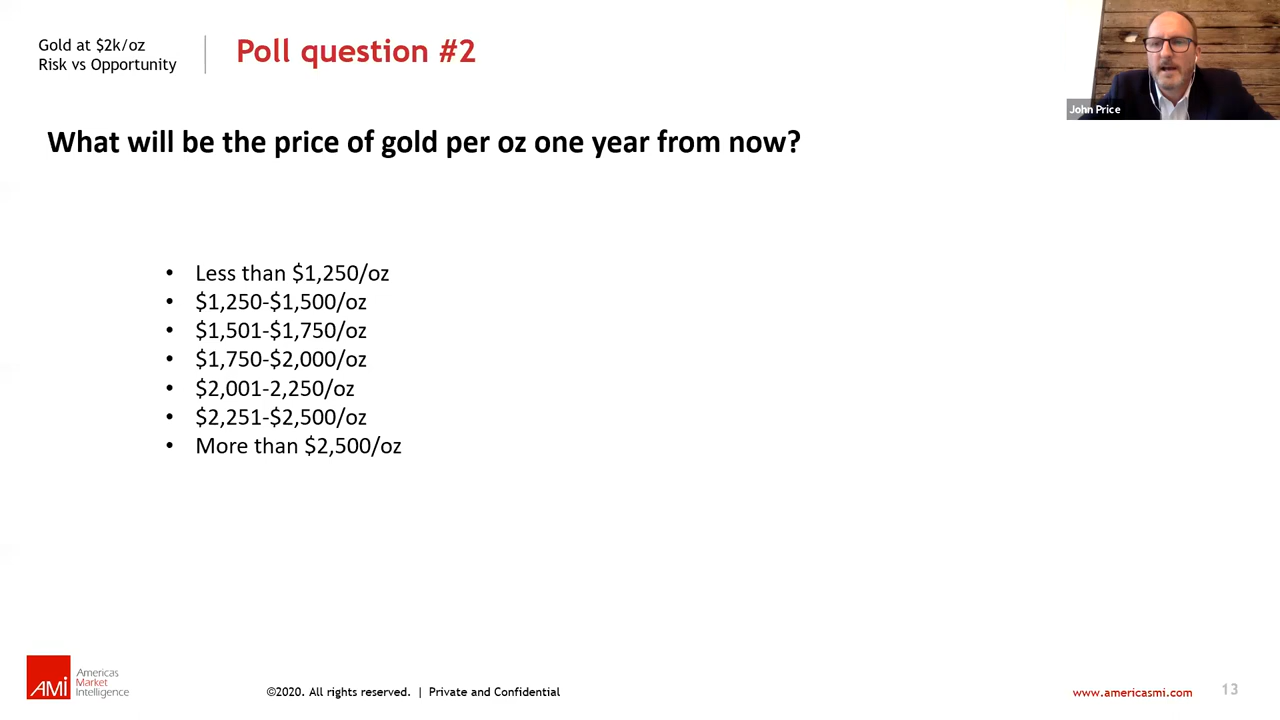 Gold at $2k/oz
Risk vs Opportunity
Poll question #2
John Price
What will be the price of gold per oz one year from now?
• Less than $1,250/oz
• $1,250-$1,500/oz
• $1,501-$1,750/oz
• $1,750-$2,000/oz
• $2,001-2,250/oz
• $2,251-$2,500/oz
• More than $2,500/oz
AMi
Americas
Market
Intelligence
©2020. All rights reserved. | Private and Confidential
www.americasmi.com
13